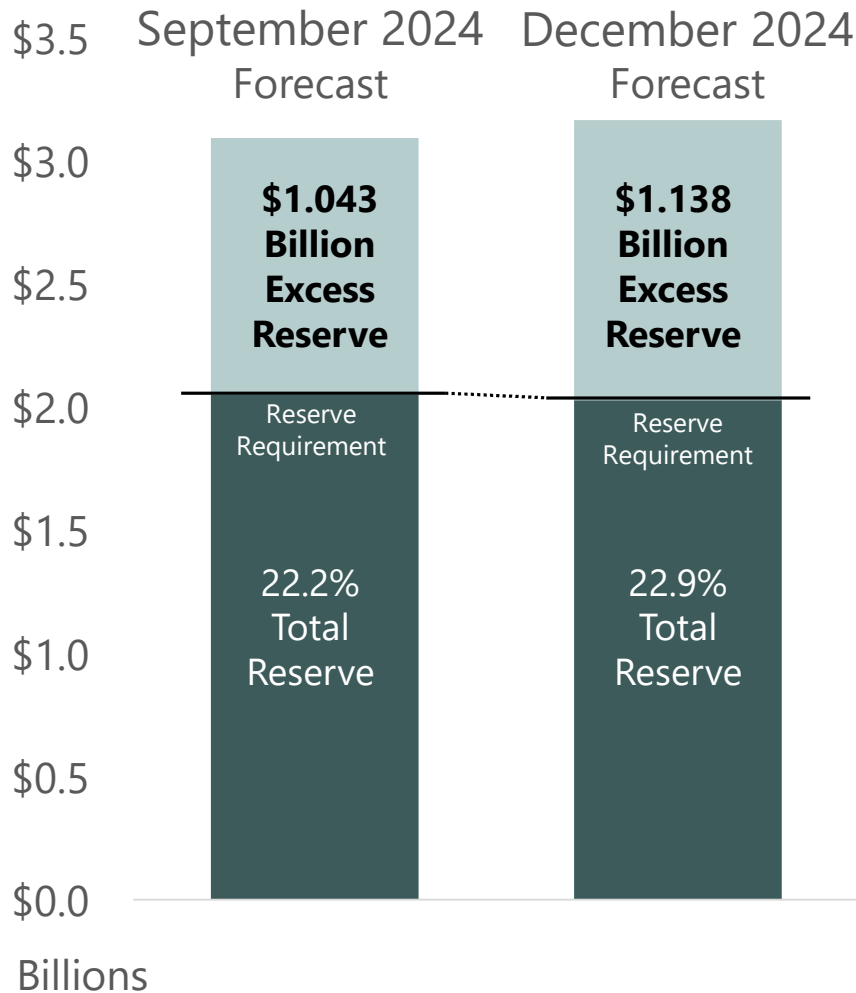 September 2024
Forecast
December 2024
Forecast
$3.5
$3.0
$2.5
$2.0
$1.5
$1.0
$0.5
$0.0
Billions
$1.043
Billion
Excess
Reserve
Reserve
Requirement
22.2%
Total
Reserve
$1.138
Billion
Excess
Reserve
Reserve
Requirement
22.9%
Total
Reserve